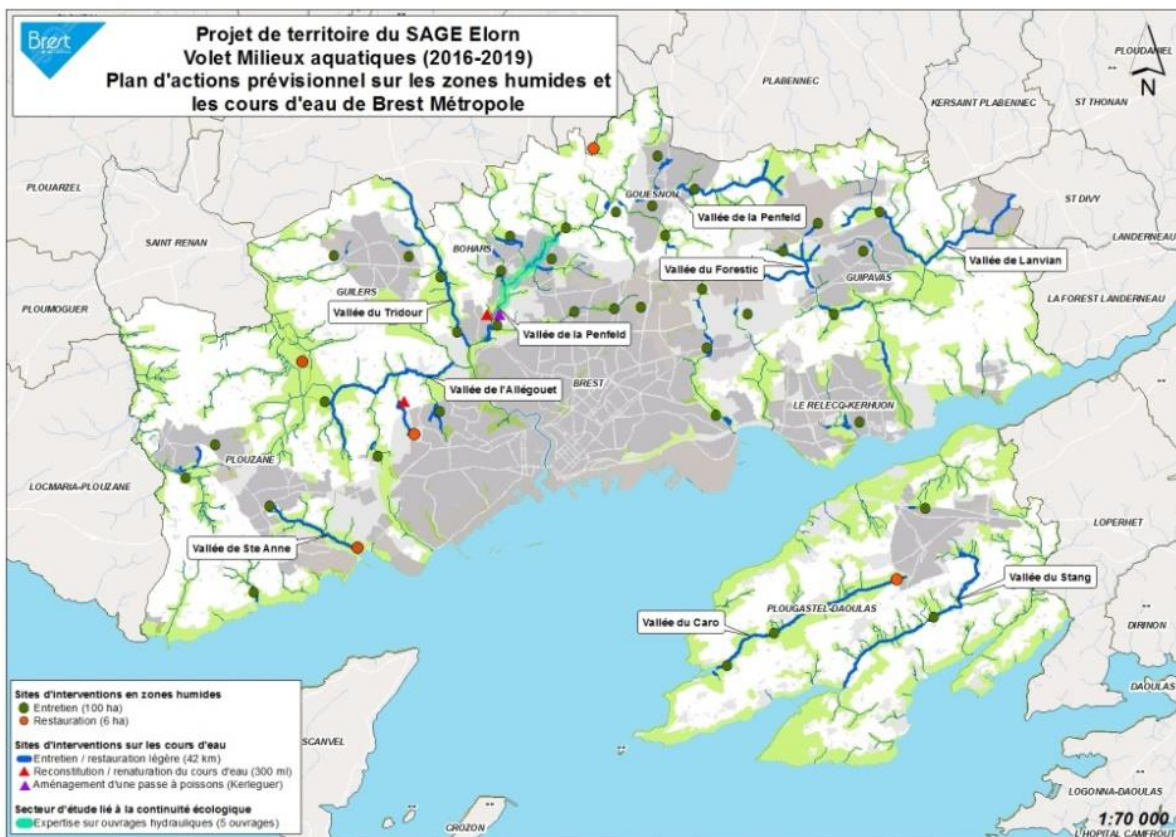 Brest
Projet de territoire du SAGE Elorn
Volet Milieux aquatiques (2016-2019)
Plan d'actions prévisionnel sur les zones humides et
les cours d'eau de Brest Métropole
N
PLOUDANIEL
PLABENNEC
KERSAINT PLABENNEC
ST THONAN
PLOUARZEL
GOUESNOU
ST DIVY
SAINT RENAN
Vallée de la Penfeld
BOHARS
LANDERNEAU
Vallée de Lanvian
Vallée du Forestic
GUIPAVAS
PLOUMOGUER
GUILERS
LA FOREST LANDERNEAU
Vallée du Tridour
Vallée de la Penfeld
Vallée de l'Allégouet
BREST
LE RELECQ-KERHUON
PLOUZANE
LOCMARIA-PLOUZANE
LOPERHET
Vallée de Ste Anne
Vallée du Stang
PLOUGASTEL-DAOULAS
Vallée du Caro
DIRINON
DAOULAS
Sites d'interventions en zones humides
Entretien (100 ha)
Restauration (6 ha)
Sites d'interventions sur les cours d'eau
Entretien / restauration légère (42 km)
Reconstitution / renaturation du cours d'eau (300 ml)
Aménagement d'une passe à poissons (Kerleguer)
Secteur d'étude lié à la continuité écologique
Expertise sur ouvrages hydrauliques (5 ouvrages)
SCANVEL
CROZON
LOGONNA-DAOULAS
1:70 000
L'HOPITAL CAMFROU